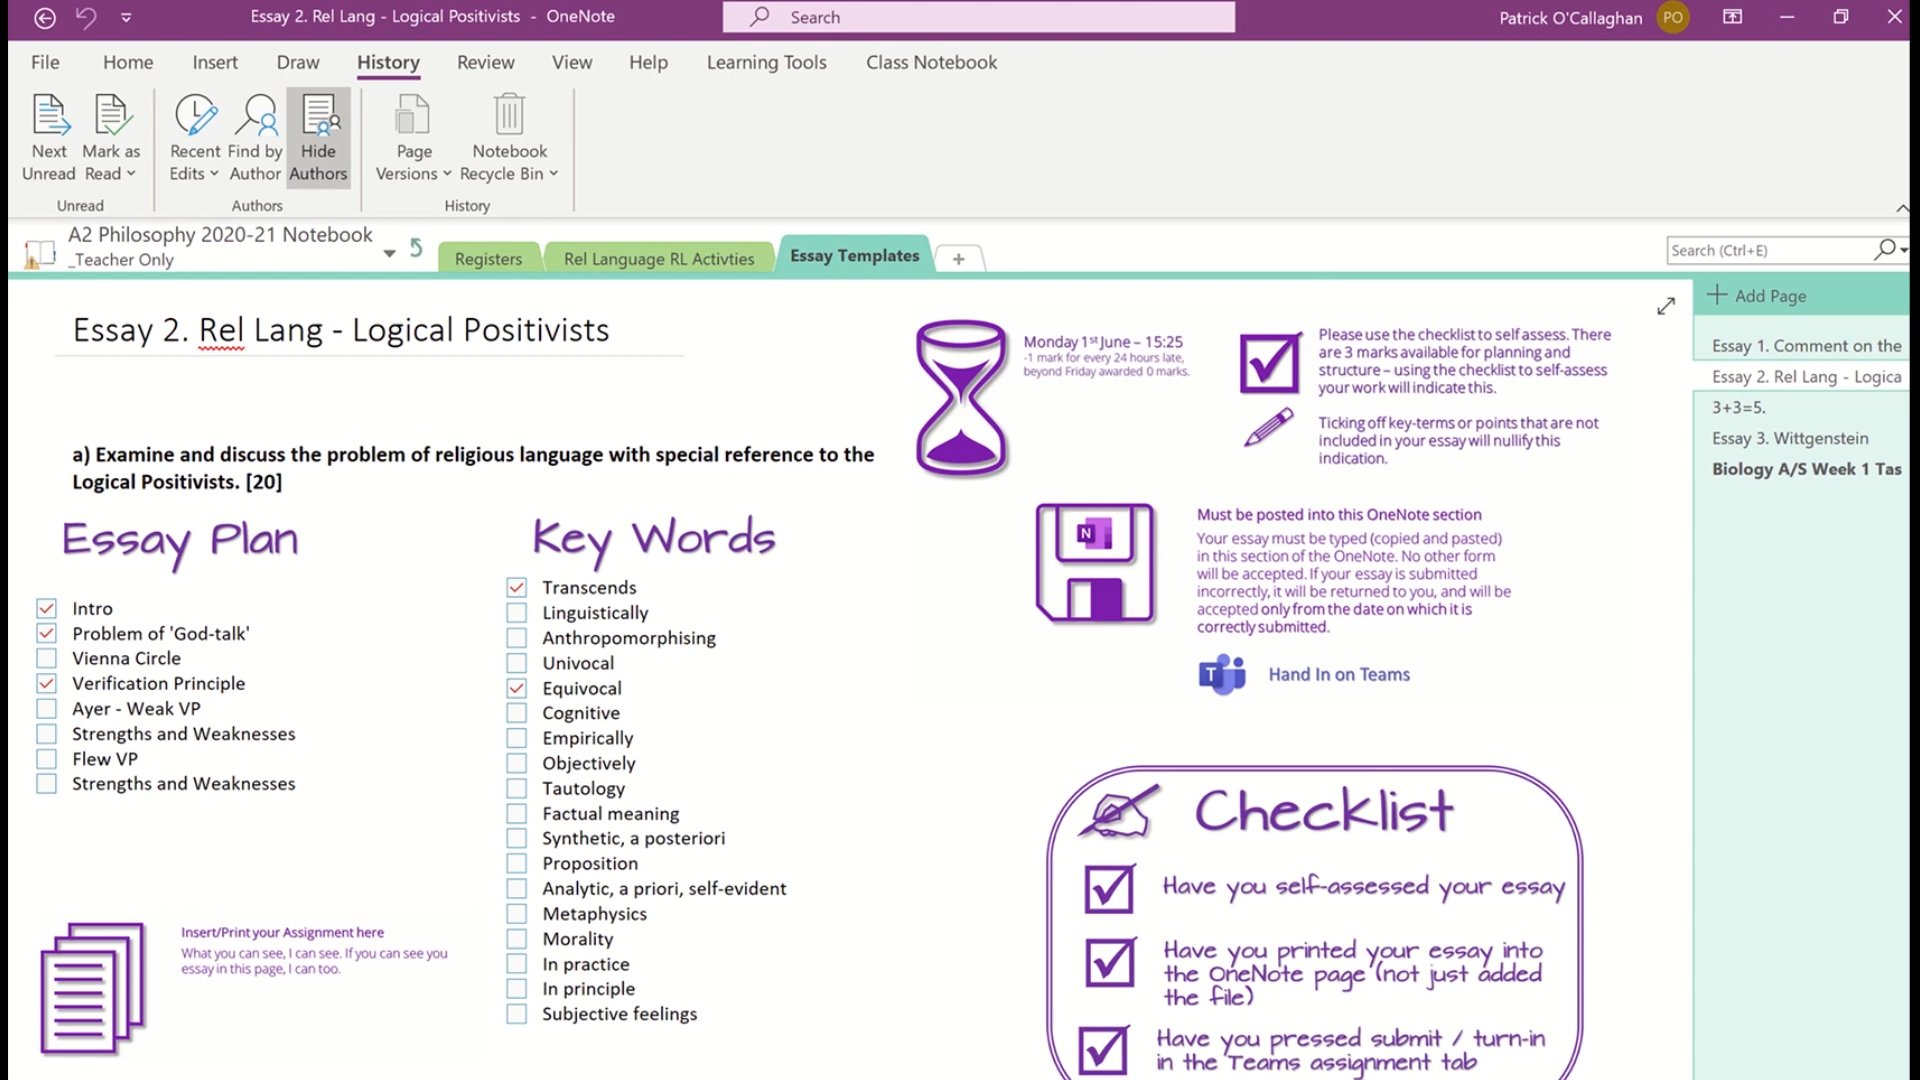 Essay 2. Rel Lang - Logical Positivists - OneNote
Search
Patrick O'Callaghan
PO
File Home Insert Draw History Review View Help Learning Tools Class Notebook
Next Unread
Mark as Read
Recent Edits
Find by Author
Hide Authors
Page Versions
Notebook Recycle Bin
Unread
Authors
History
A2 Philosophy 2020-21 Notebook
_Teacher Only
Registers
Rel Language RL Activties
Essay Templates
+
Search (Ctrl+E)
Essay 2. Rel Lang - Logical Positivists
a) Examine and discuss the problem of religious language with special reference to the
Logical Positivists. [20]
Essay Plan
Intro
Problem of 'God-talk'
Vienna Circle
Verification Principle
Ayer - Weak VP
Strengths and Weaknesses
Flew VP
Strengths and Weaknesses
Insert/Print your Assignment here
What you can see, I can see. If you can see you
essay in this page, I can too.
Key Words
Transcends
Linguistically
Anthropomorphising
Univocal
Equivocal
Cognitive
Empirically
Objectively
Tautology
Factual meaning
Synthetic, a posteriori
Proposition
Analytic, a priori, self-evident
Metaphysics
Morality
In practice
In principle
Subjective feelings
Monday 1st June – 15:25
-1 mark for every 24 hours late,
beyond Friday awarded 0 marks.
Please use the checklist to self assess. There
are 3 marks available for planning and
structure – using the checklist to self-assess
your work will indicate this.
Ticking off key-terms or points that are not
included in your essay will nullify this
indication.
N
Must be posted into this OneNote section
Your essay must be typed (copied and pasted)
in this section of the OneNote. No other form
will be accepted. If your essay is submitted
incorrectly, it will be returned to you, and will be
accepted only from the date on which it is
correctly submitted.
T
Hand In on Teams
Checklist
Have you self-assessed your essay
Have you printed your essay into
the OneNote page (not just added
the file)
Have you pressed submit / turn-in
in the Teams assignment tab
Add Page
Essay 1. Comment on the
Essay 2. Rel Lang - Logica
3+3=5.
Essay 3. Wittgenstein
Biology A/S Week 1 Tas